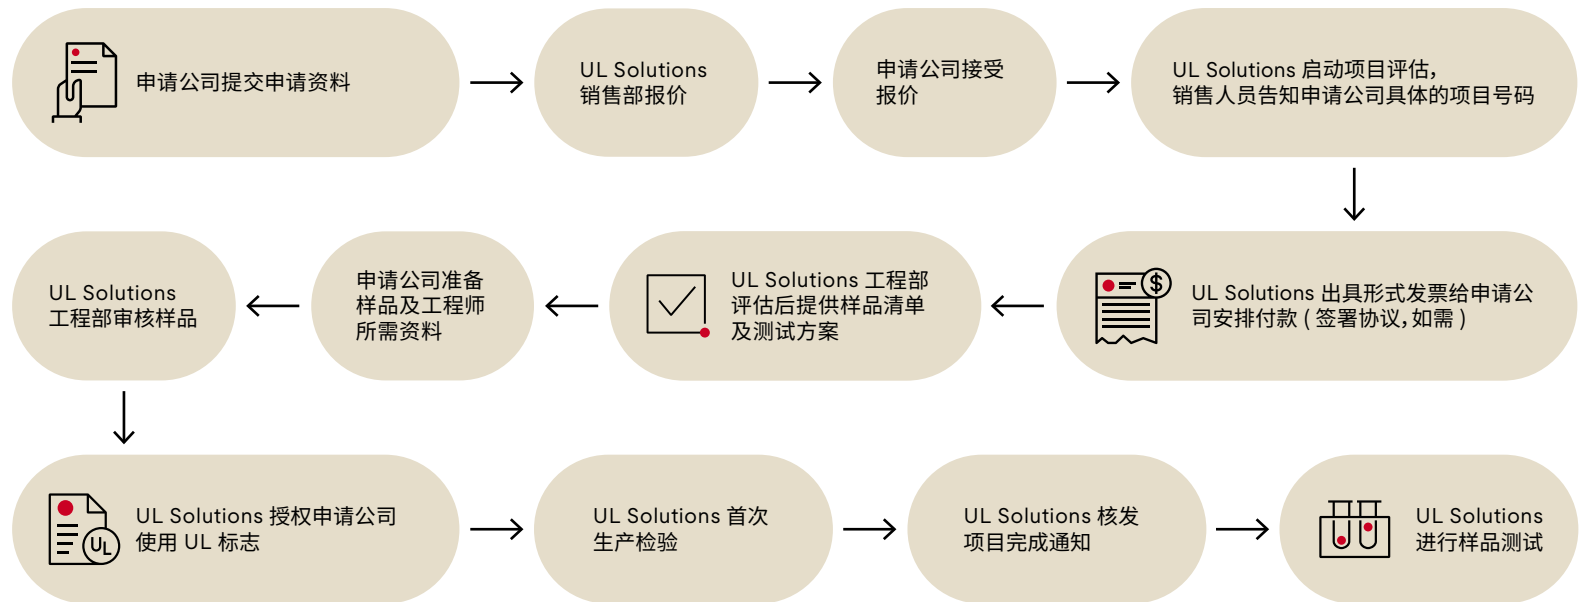 申请公司提交申请资料
UL Solutions
销售部报价
申请公司接受
报价
UL Solutions 启动项目评估，
销售人员告知申请公司具体的项目号码
UL Solutions 出具形式发票给申请公
司安排付款 ( 签署协议，如需 )
UL Solutions 工程部
评估后提供样品清单
及测试方案
申请公司准备
样品及工程师
所需资料
UL Solutions
工程部审核样品
UL Solutions 授权申请公司
使用 UL 标志
UL
UL Solutions 首次
生产检验
UL Solutions 核发
项目完成通知
UL Solutions
进行样品测试